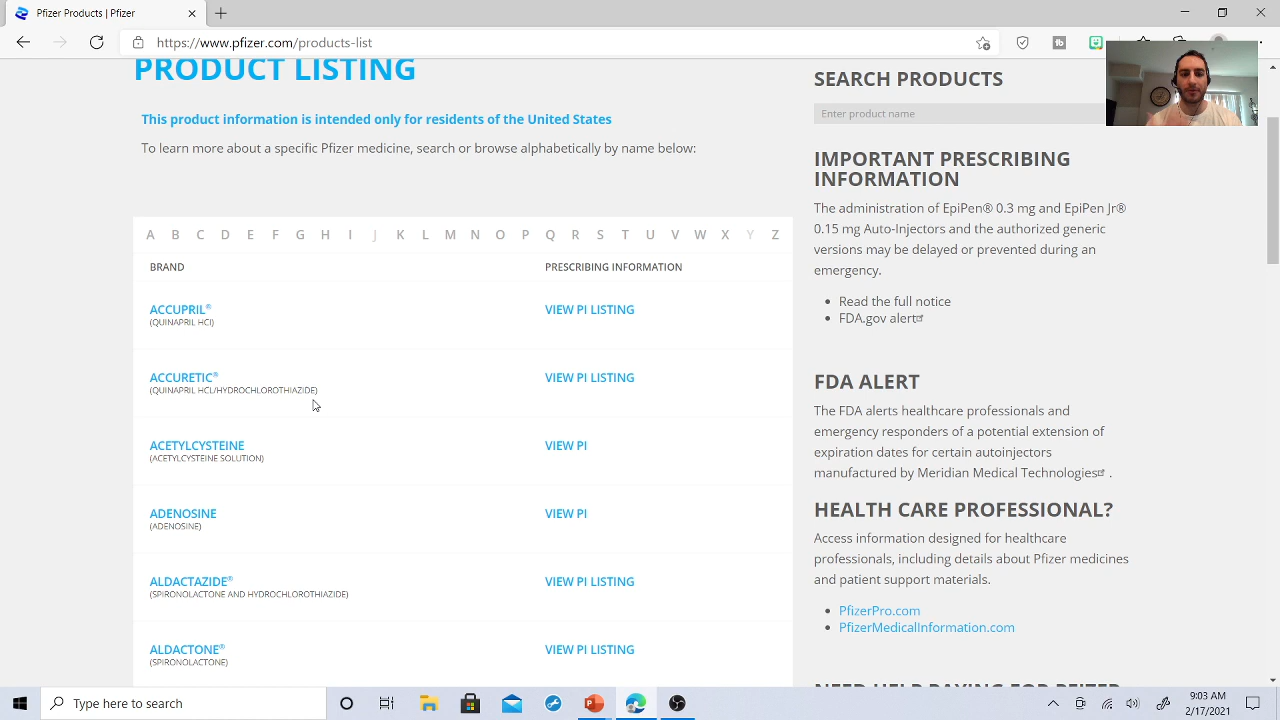 Pfizer Products | Pfizer
https://www.pfizer.com/products-list
PRODUCT LISTING
This product information is intended only for residents of the United States
To learn more about a specific Pfizer medicine, search or browse alphabetically by name below:
A B C D E F G H I J K L M N O P Q R S T U V W X Y Z
BRAND PRESCRIBING INFORMATION
ACCUPRIL® VIEW PI LISTING
(QUINAPRIL HCI)
ACCURETIC® VIEW PI LISTING
(QUINAPRIL HCL/HYDROCHLOROTHIAZIDE)
ACETYLCYSTEINE VIEW PI
(ACETYLCYSTEINE SOLUTION)
ADENOSINE VIEW PI
(ADENOSINE)
ALDACTAZIDE® VIEW PI LISTING
(SPIRONOLACTONE AND HYDROCHLOROTHIAZIDE)
ALDACTONE® VIEW PI LISTING
(SPIRONOLACTONE)
SEARCH PRODUCTS
Enter product name
IMPORTANT PRESCRIBING
INFORMATION
The administration of EpiPen® 0.3 mg and EpiPen Jr®
0.15 mg Auto-Injectors and the authorized generic
versions may be delayed or prevented during an
emergency.
• Read the full notice
• FDA.gov alert
FDA ALERT
The FDA alerts healthcare professionals and
emergency responders of a potential extension of
expiration dates for certain autoinjectors
manufactured by Meridian Medical Technologies .
HEALTH CARE PROFESSIONAL?
Access information designed for healthcare
professionals, including details about Pfizer medicines
and patient support materials.
• PfizerPro.com
• PfizerMedicalInformation.com
NEED HELP PAYING FOR PFIZER
Type here to search
9:03 AM
2/17/2021